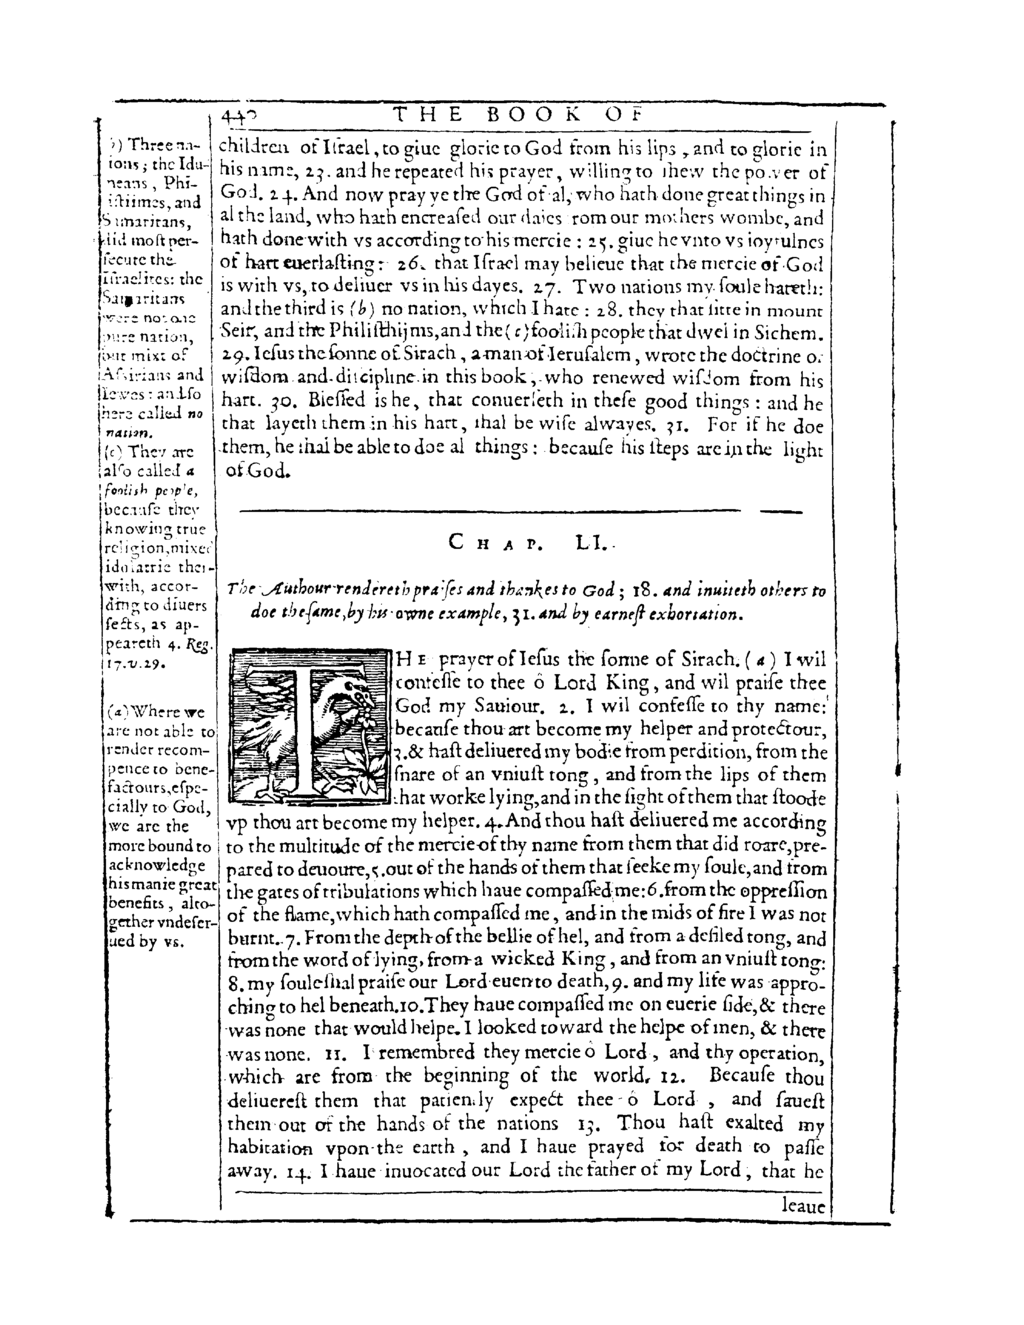 THE BOOK OF
b) Three na-
tions; the Idu-
means, Phi-
listiims, and
Samaritans,
did most per-
secute the
Israelites: the
Samaritans
were not one
pure nation,
but mixt of
Assirians and
Iewes: and so
here called no
nation.
(c) They are
also called a
foolish people,
because they
knowing true
religion, mixed
idolatrie ther-
with, accor-
ding to diuers
sects, as ap-
peareth 4. Reg.
17. v. 29.
(a) Where we
are not able to
render recom-
pence to bene-
factours, espe-
cially to God,
we are the
more bound to
acknowledge
his manie great
benefits, alto-
gether vndeser-
ued by vs.
children of Israel, to giue glorie to God from his lips, and to glorie in
his name, 23. and he repeated his prayer, willing to shew the power of
God. 24. And now pray ye the God of al, who hath done great things in
al the land, who hath encreased our daies from our mothers wombe, and
hath done with vs according to his mercie: 25. giue he vnto vs ioyfulnes
of hart euerlasting: 26. that Israel may belieue that the mercie of God
is with vs, to deliuer vs in his dayes. 27. Two nations my soule hateth:
and the third is (b) no nation, which I hate: 28. they that sitte in mount
Seir, and the Philisthijms, and the (c) foolish people that dwel in Sichem.
29. Iesus the sonne of Sirach, a man of Ierusalem, wrote the doctrine of
wisdom and discipline in this book, who renewed wisdom from his
hart. 30. Blessed is he, that conuerseth in these good things: and he
that layeth them in his hart, shal be wise alwayes. 31. For if he doe
them, he shal be able to doe al things: because his steps are in the light
of God.
CHAP. LI.
The Authour rendereth praises and thankes to God; 18. and inuiteth others to
doe the same, by his owne example, 31. and by earnest exhortation.
THE prayer of Iesus the sonne of Sirach. (a) I wil
confesse to thee ô Lord King, and wil praise thee
God my Sauiour. 2. I wil confesse to thy name:
because thou art become my helper and protectour,
3. & hast deliuered my bodie from perdition, from the
snare of an vniust tong, and from the lips of them
that worke lying, and in the sight of them that stoode
vp thou art become my helper. 4. And thou hast deliuered me according
to the multitude of the mercie of thy name from them that did roare, pre-
pared to deuoure, 5. out of the hands of them that seeke my soule, and from
the gates of tribulations which haue compassed me: 6. from the oppression
of the flame, which hath compassed me, and in the mids of fire I was not
burnt. 7. From the depth of the bellie of hel, and from a defiled tong, and
from the word of lying, from a wicked King, and from an vniust tong:
8. my soule shal praise our Lord euen to death, 9. and my life was appro-
ching to hel beneath. 10. They haue compassed me on euerie side, & there
was none that would helpe. I looked toward the helpe of men, & there
was none. 11. I remembred they mercie ô Lord, and thy operation,
which are from the beginning of the world. 12. Because thou
deliuerest them that patiently expect thee ô Lord, and sauest
them out of the hands of the nations 13. Thou hast exalted my
habitation vpon the earth, and I haue prayed for death to passe
away. 14. I haue inuocated our Lord the father of my Lord, that he
leaue